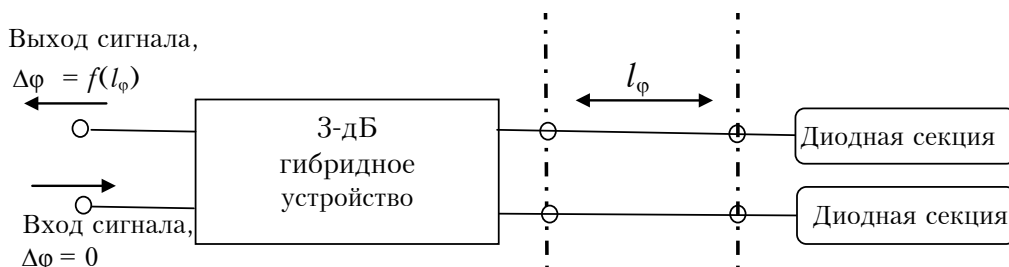 Выход сигнала,
Δφ = f(lφ)
Вход сигнала,
Δφ = 0
3-дБ
гибридное
устройство
lφ
Диодная секция
Диодная секция